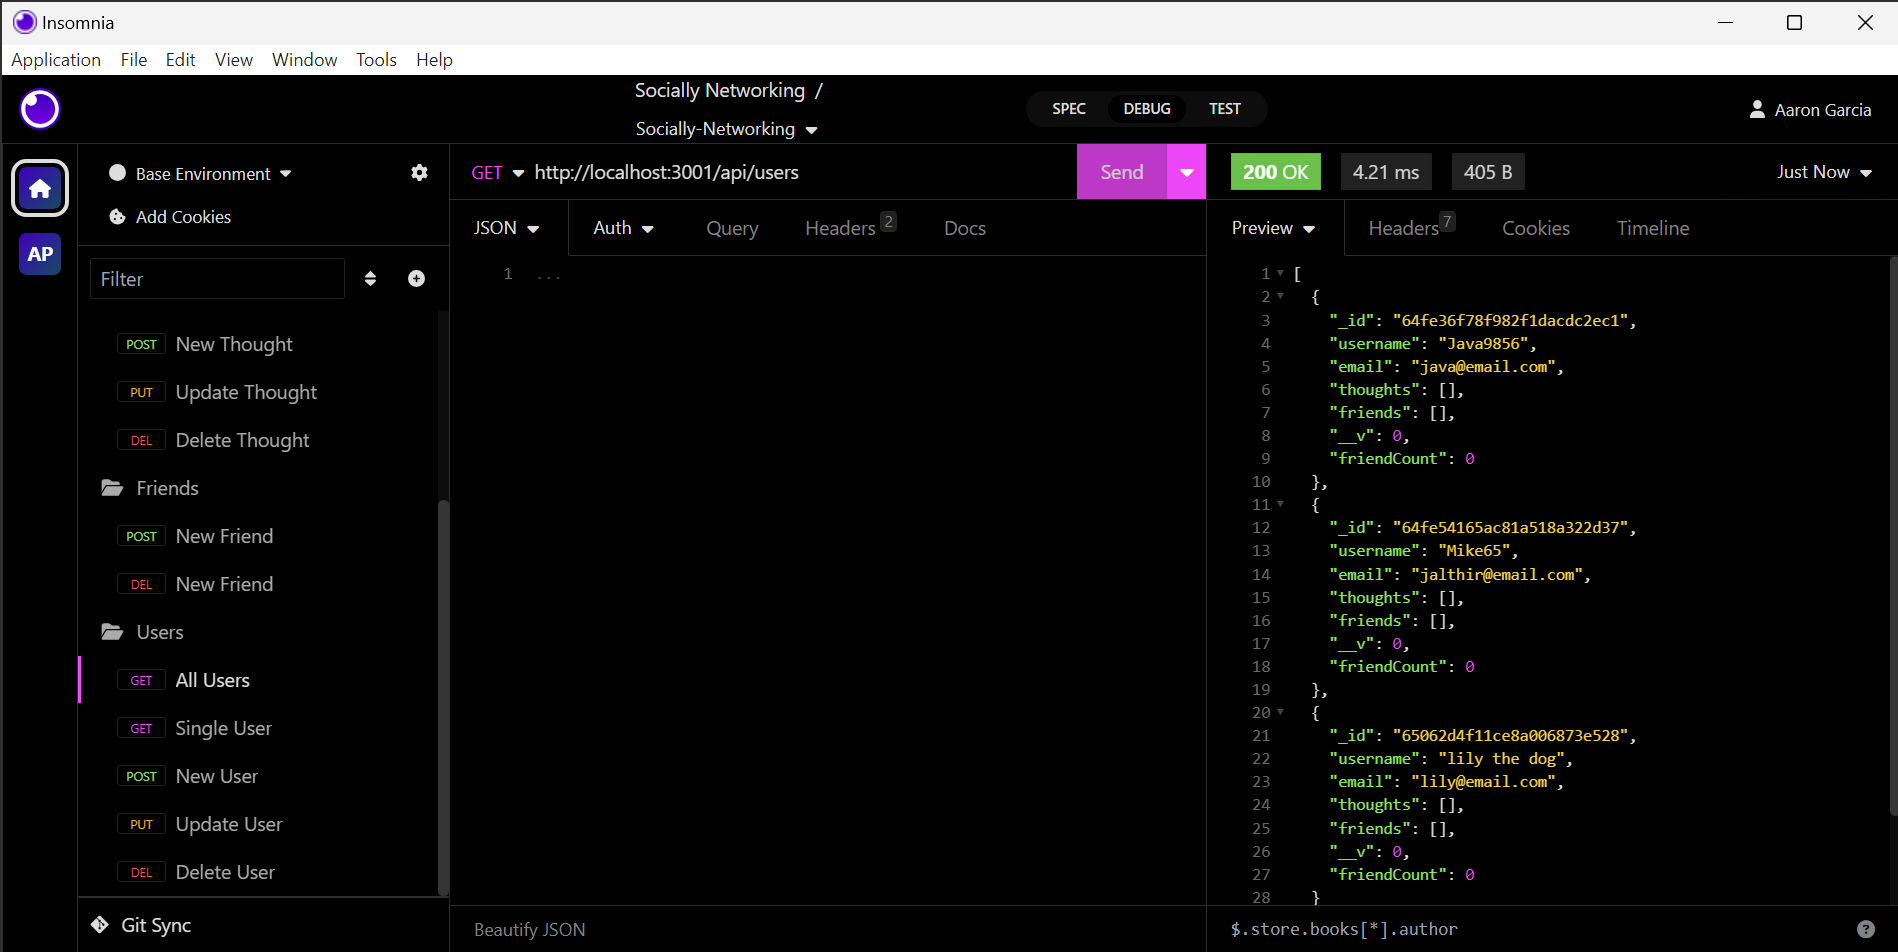 Insomnia
Application File Edit View Window Tools Help
Socially Networking /
Socially-Networking
SPEC DEBUG TEST
Aaron Garcia
AP
Base Environment
Add Cookies
Filter
POST New Thought
PUT Update Thought
DEL Delete Thought
Friends
POST New Friend
DEL New Friend
Users
GET All Users
GET Single User
POST New User
PUT Update User
DEL Delete User
Git Sync
GET http://localhost:3001/api/users Send
JSON Auth Query Headers 2 Docs
1 ...
Beautify JSON
200 OK 4.21 ms 405 B Just Now
Preview Headers 7 Cookies Timeline
1 [
2 {
3 "_id": "64fe36f78f982f1dacdc2ec1",
4 "username": "Java9856",
5 "email": "java@email.com",
6 "thoughts": [],
7 "friends": [],
8 "__v": 0,
9 "friendCount": 0
10 },
11 {
12 "_id": "64fe54165ac81a518a322d37",
13 "username": "Mike65",
14 "email": "jalthir@email.com",
15 "thoughts": [],
16 "friends": [],
17 "__v": 0,
18 "friendCount": 0
19 },
20 {
21 "_id": "65062d4f11ce8a006873e528",
22 "username": "lily the dog",
23 "email": "lily@email.com",
24 "thoughts": [],
25 "friends": [],
26 "__v": 0,
27 "friendCount": 0
28 }
$.store.books[*].author ?